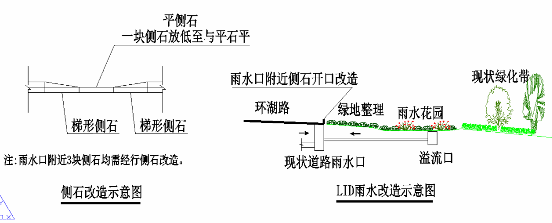 平侧石
一块侧石放低至与平石平
梯形侧石
梯形侧石
注:雨水口附近3块侧石均需经行侧石改造。
侧石改造示意图
雨水口附近侧石开口改造
现状绿化带
环湖路
绿地整理
雨水花园
现状道路雨水口
溢流口
LID雨水改造示意图